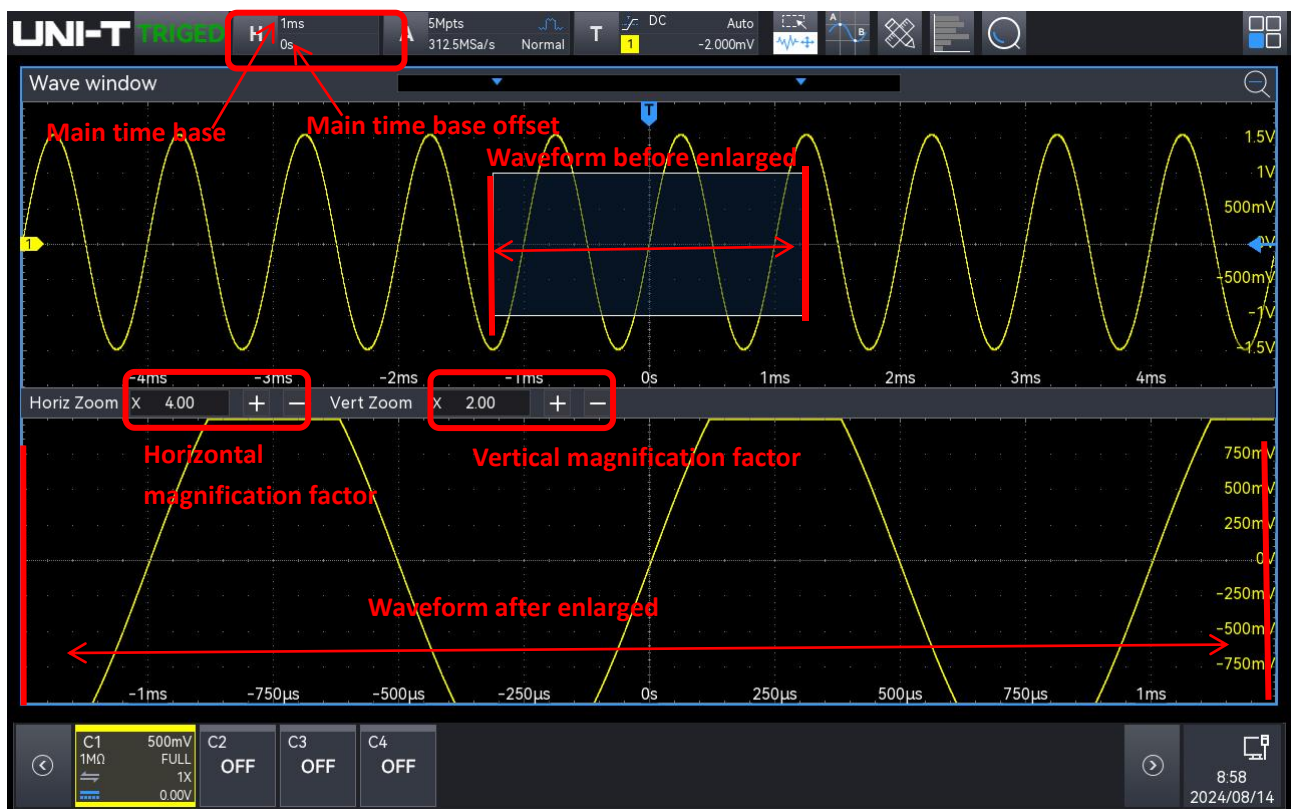 UNI-T TRIGED H 1ms 0s A 5Mpts 312.5MSa/s Normal T DC 1 Auto -2.000mV A B
Wave window
T
Main time base Main time base offset
Waveform before enlarged
1.5V
1V
500mV
0V
-500mV
-1V
-1.5V
1
-4ms -3ms -2ms -1ms 0s 1ms 2ms 3ms 4ms
Horiz Zoom X 4.00 + - Vert Zoom X 2.00 + -
Horizontal
magnification factor
Vertical magnification factor
750mV
500mV
250mV
0V
-250mV
-500mV
-750mV
Waveform after enlarged
-1ms -750μs -500μs -250μs 0s 250μs 500μs 750μs 1ms
C1 500mV
1MΩ FULL
1X
0.00V
C2
OFF
C3
OFF
C4
OFF
8:58
2024/08/14